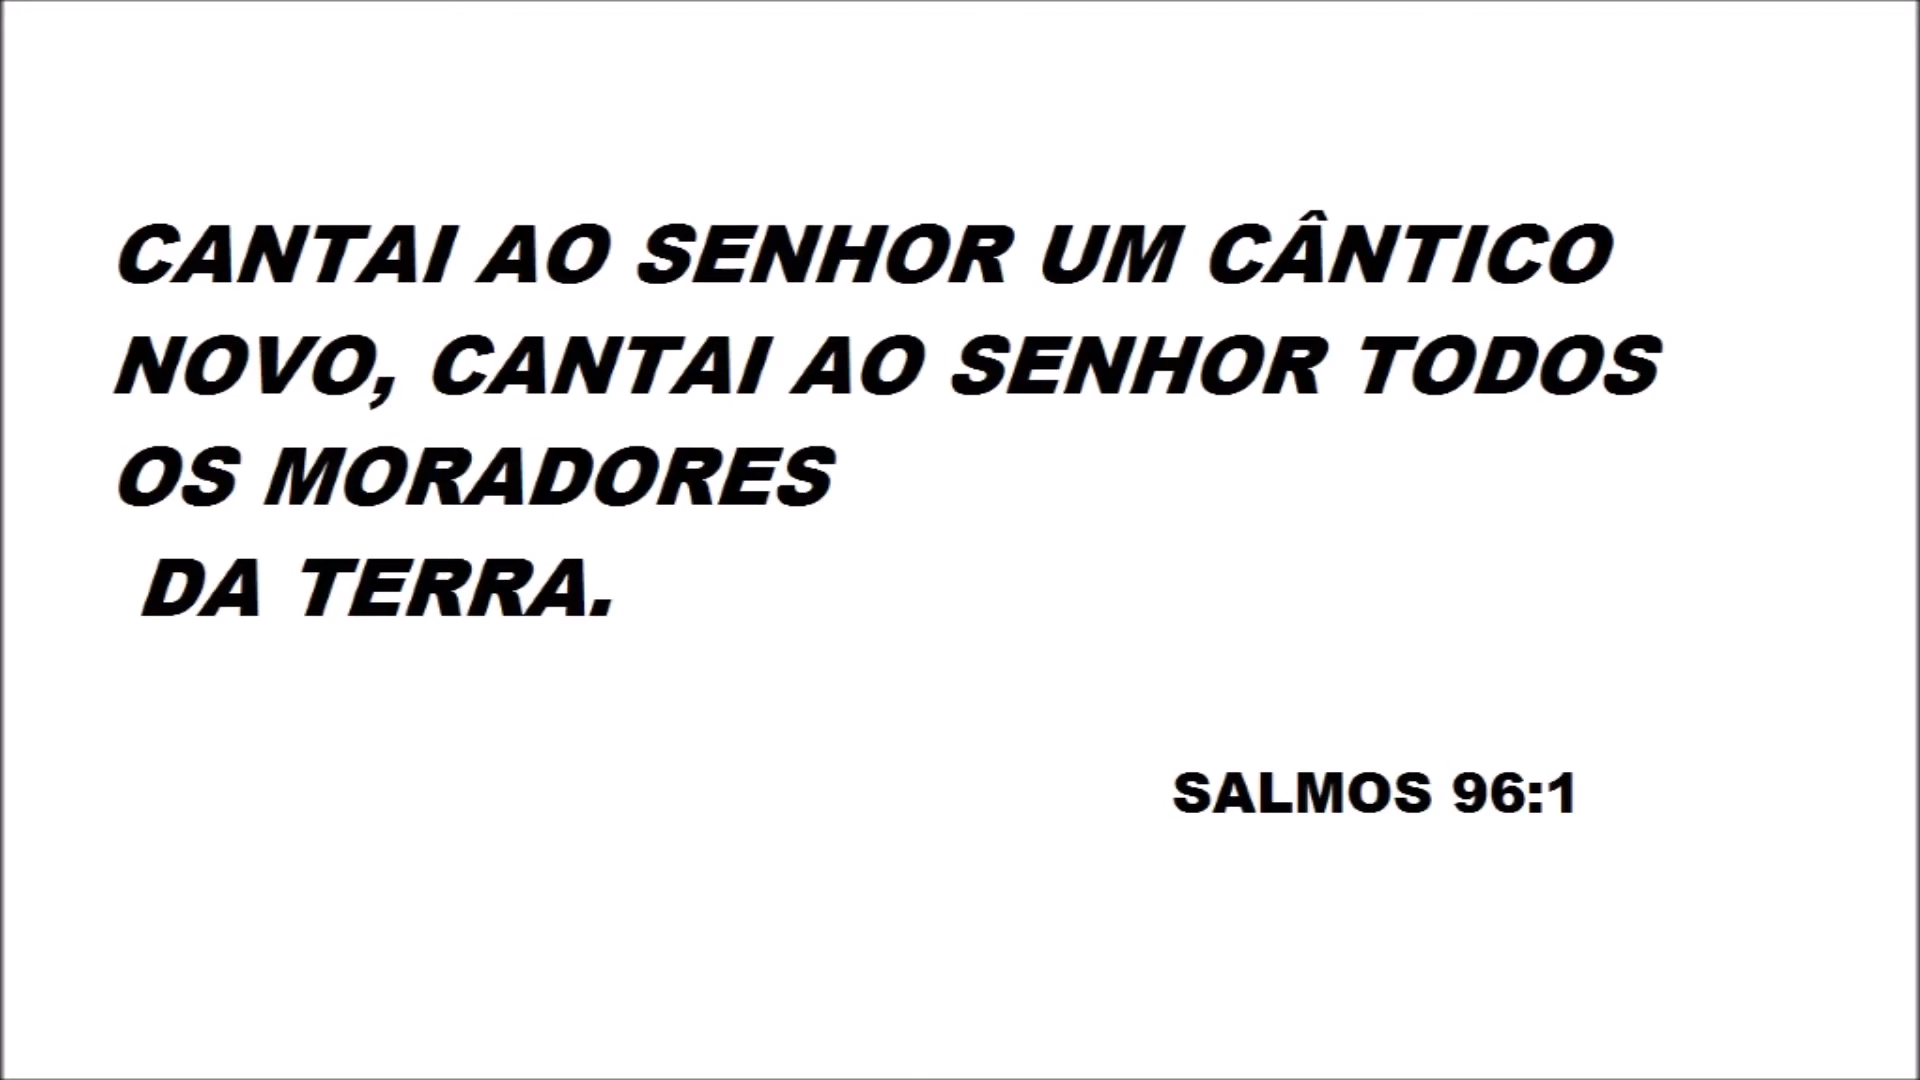 CANTAI AO SENHOR UM CÂNTICO
NOVO, CANTAI AO SENHOR TODOS
OS MORADORES
DA TERRA.
SALMOS 96:1